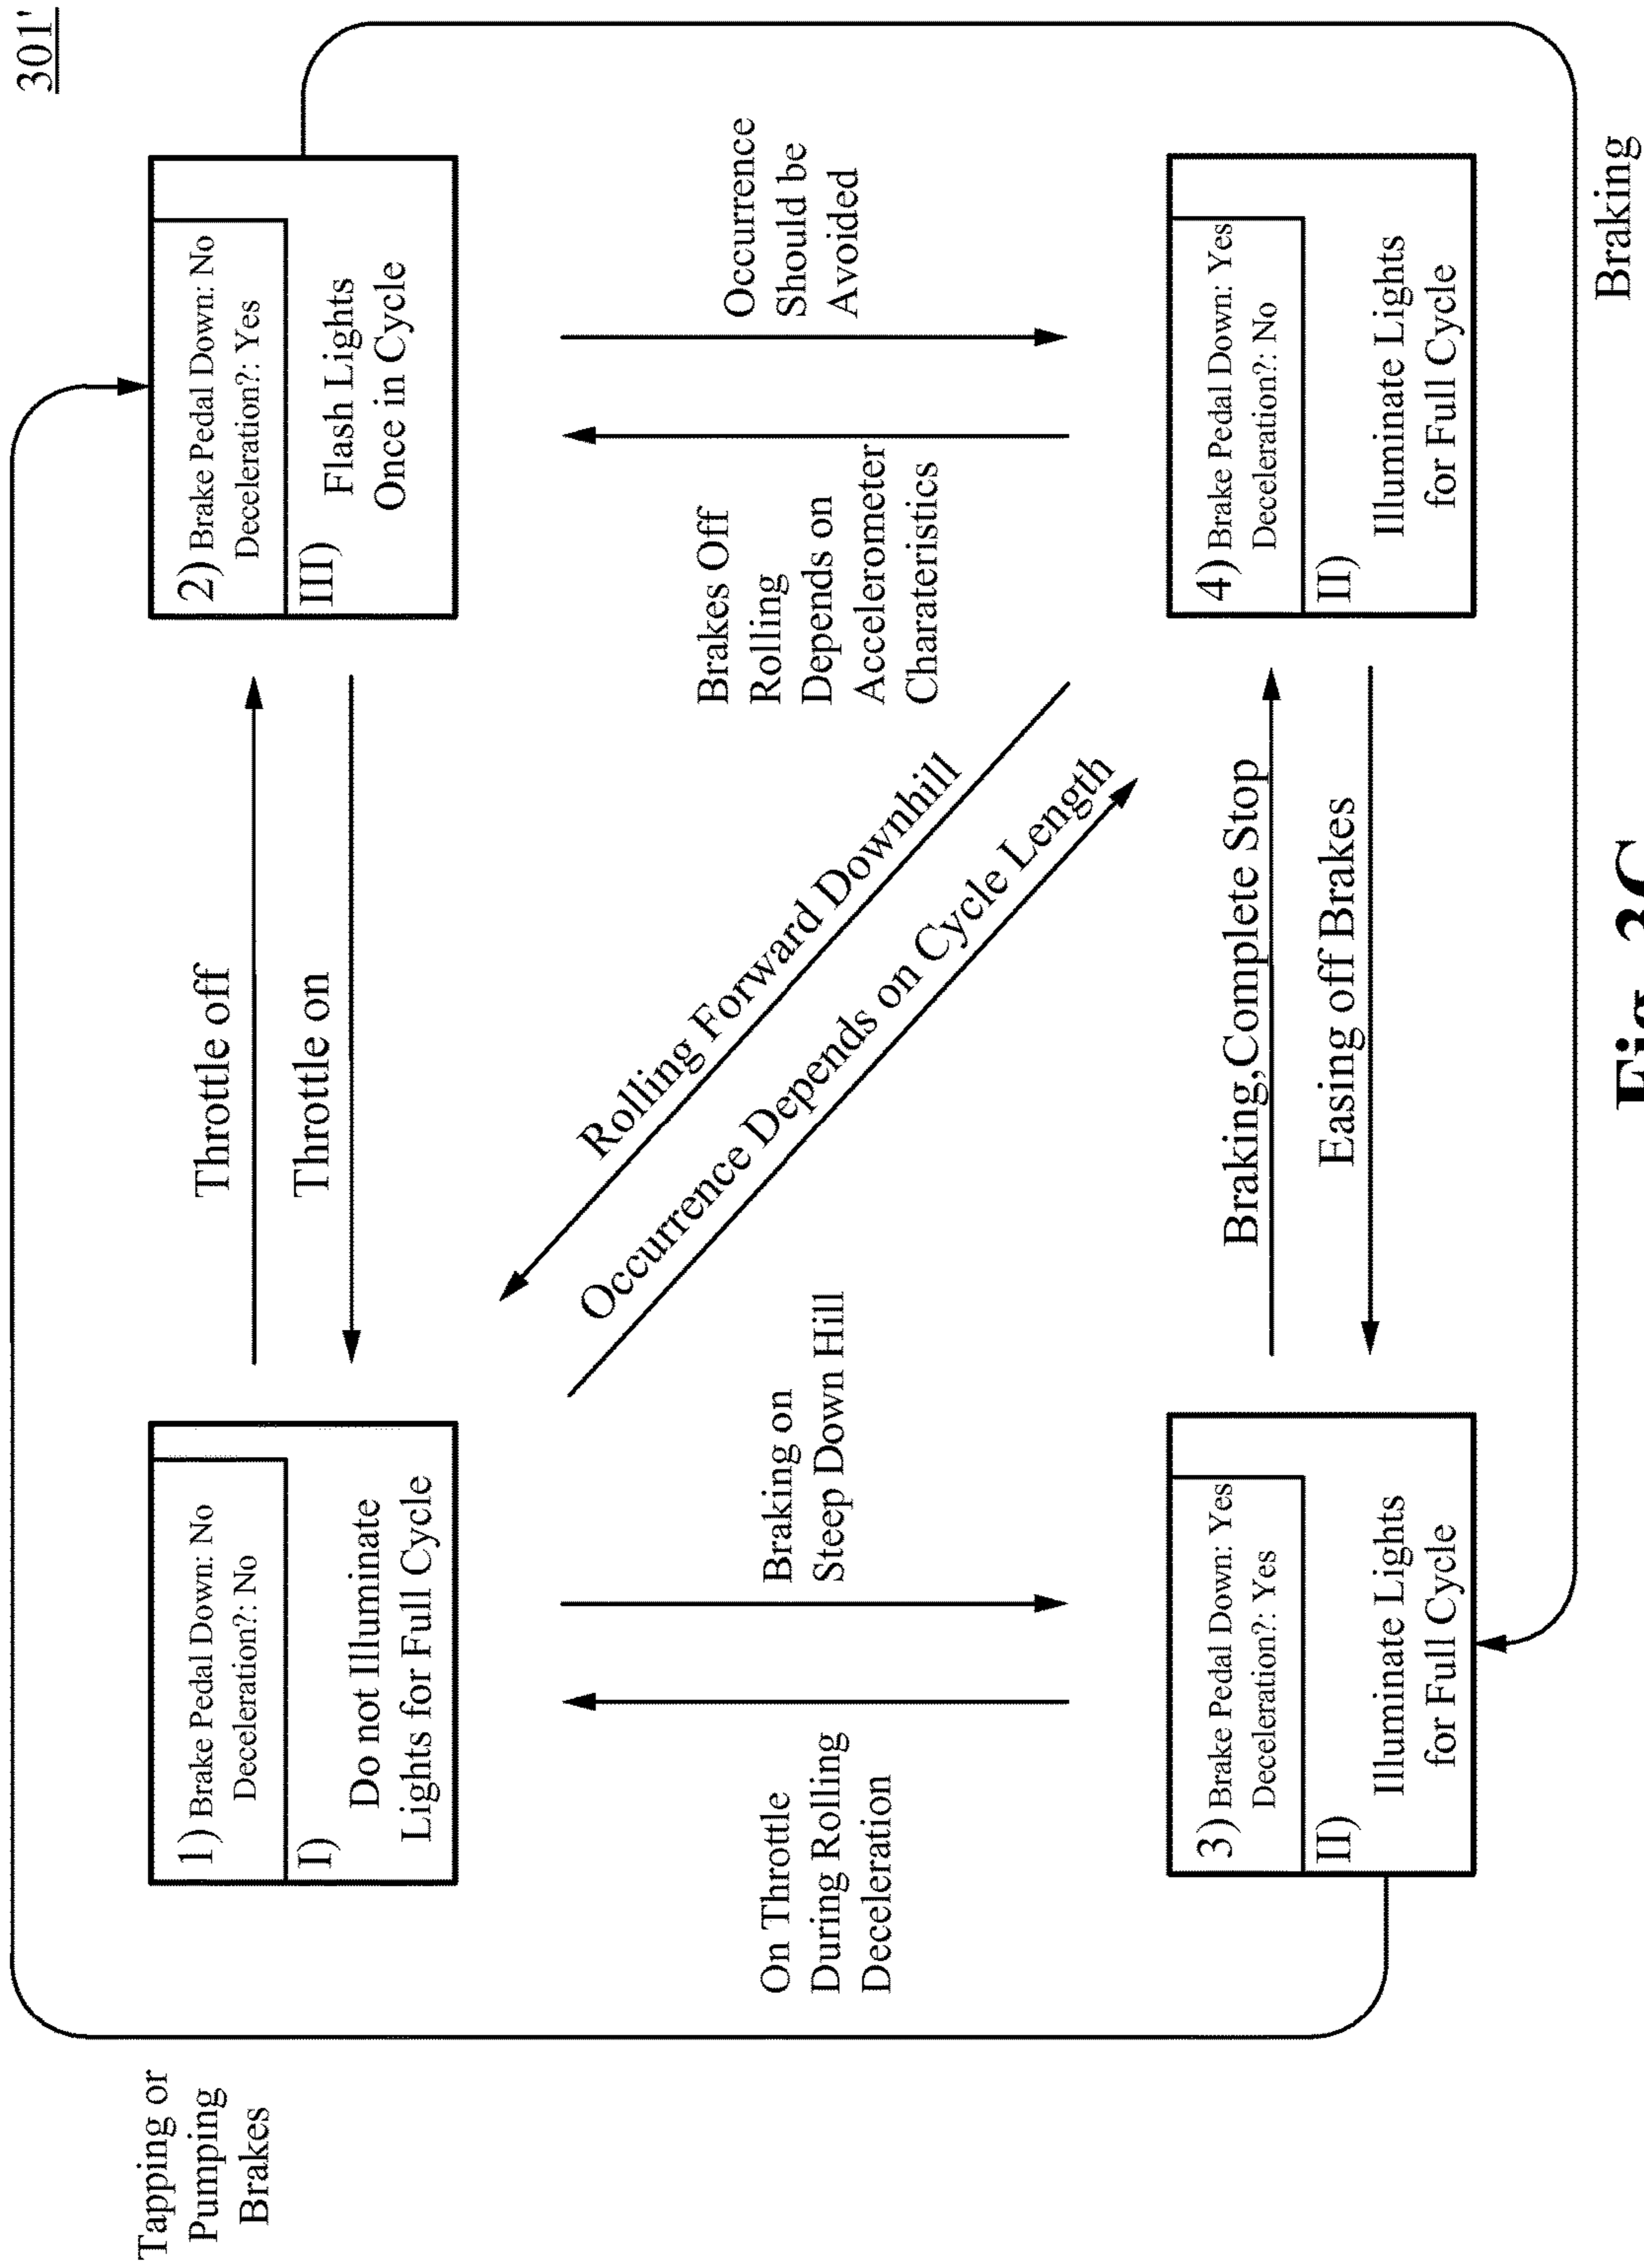 301'
Tapping or
Pumping
Brakes
1) Brake Pedal Down: No
Deceleration?: No
I)
Do not Illuminate
Lights for Full Cycle
Throttle off
Throttle on
2) Brake Pedal Down: No
Deceleration?: Yes
III)
Flash Lights
Once in Cycle
On Throttle
During Rolling
Deceleration
Braking on
Steep Down Hill
Rolling Forward Downhill
Occurrence Depends on Cycle Length
Brakes Off
Rolling
Depends on
Accelerometer
Charateristics
Occurrence
Should be
Avoided
3) Brake Pedal Down: Yes
Deceleration?: Yes
II)
Illuminate Lights
for Full Cycle
Braking,Complete Stop
Easing off Brakes
4) Brake Pedal Down: Yes
Deceleration?: No
II)
Illuminate Lights
for Full Cycle
Braking
Fig. 3C